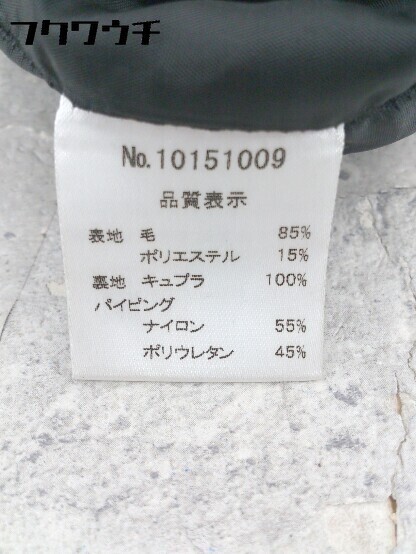 フクワウチ
No.10151009
品質表示
表地 毛 85%
ポリエステル 15%
裏地 キュプラ 100%
パイピング
ナイロン 55%
ポリウレタン 45%